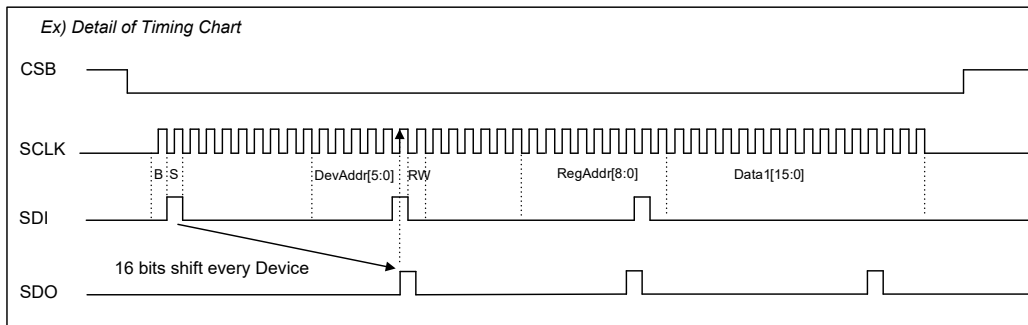 Ex) Detail of Timing Chart
CSB
SCLK
B S DevAddr[5:0] RW RegAddr[8:0] Data1[15:0]
SDI
16 bits shift every Device
SDO